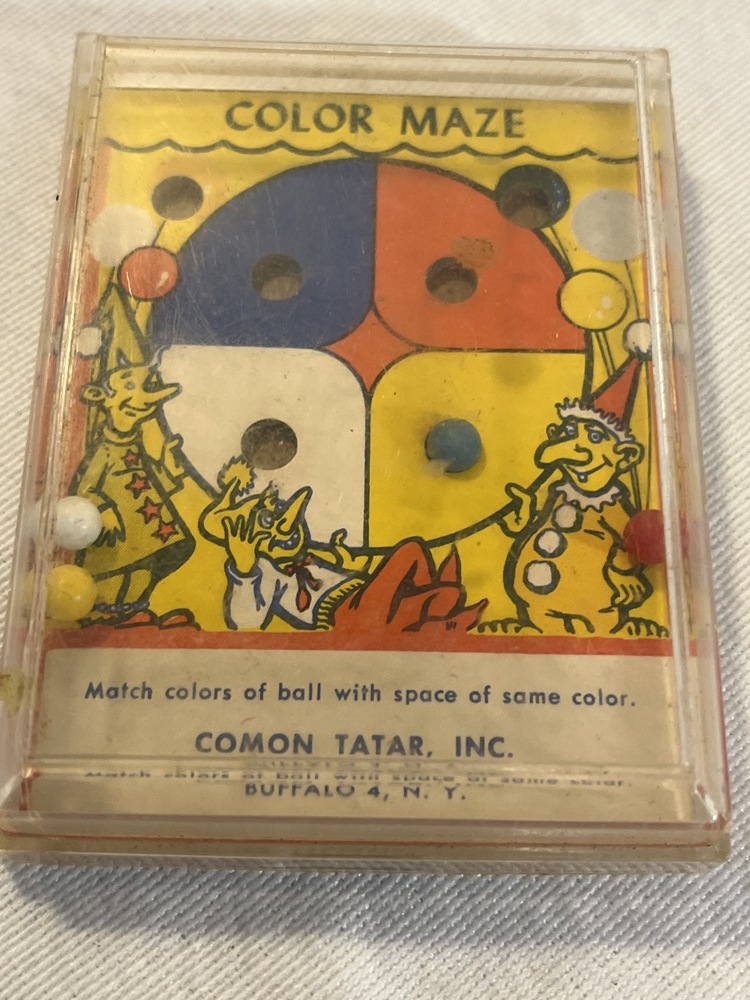 COLOR MAZE
Match colors of ball with space of same color.
COMON TATAR, INC.
BUFFALO 4, N. Y.